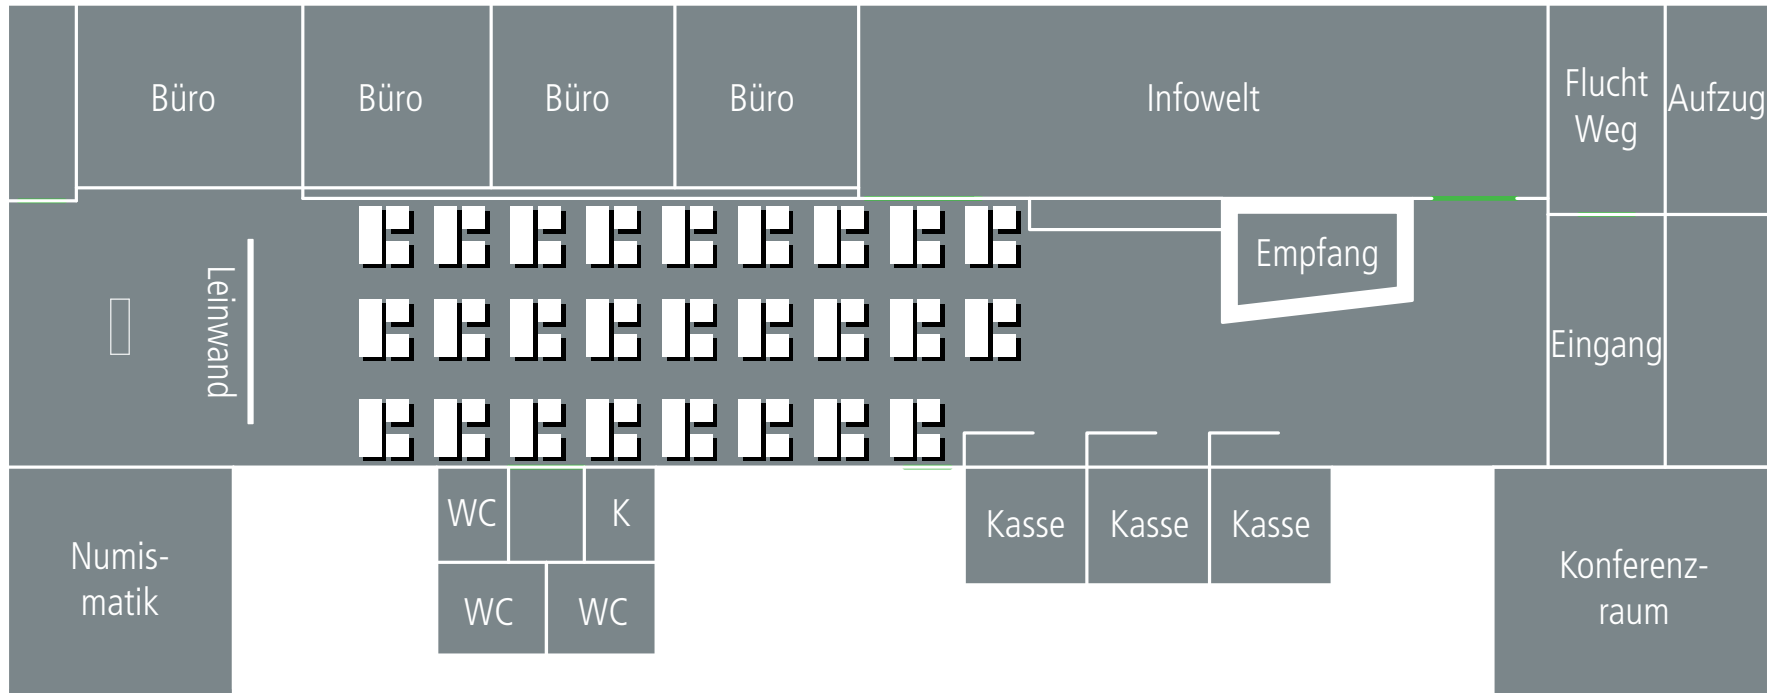 Büro
Büro
Büro
Büro
Infowelt
Flucht
Weg
Aufzug
Leinwand
Empfang
Eingang
Numis-
matik
WC
K
WC
WC
Kasse
Kasse
Kasse
Konferenz-
raum